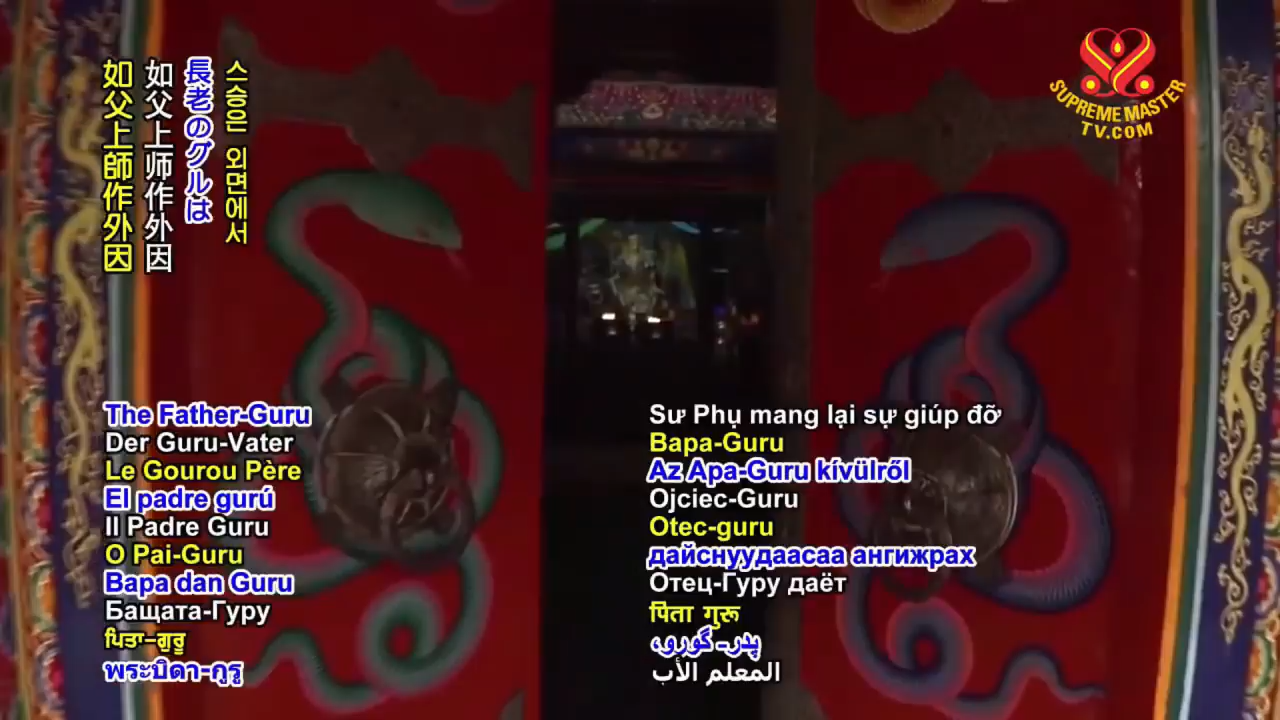 如父上師作外因
如父上师作外因
長老のグルは
스승은 외면에서
SUPREME MASTER
TV.COM
The Father-Guru
Der Guru-Vater
Le Gourou Père
El padre gurú
Il Padre Guru
O Pai-Guru
Bapa dan Guru
Бащата-Гуру
ਪਿਤਾ-ਗੁਰੂ
พระบิดา-กูรู
Sư Phụ mang lại sự giúp đỡ
Bapa-Guru
Az Apa-Guru kívülről
Ojciec-Guru
Otec-guru
дайснуудаасаа ангижрах
Отец-Гуру даёт
पिता गुरू
پدر- گورو،
المعلم الأب